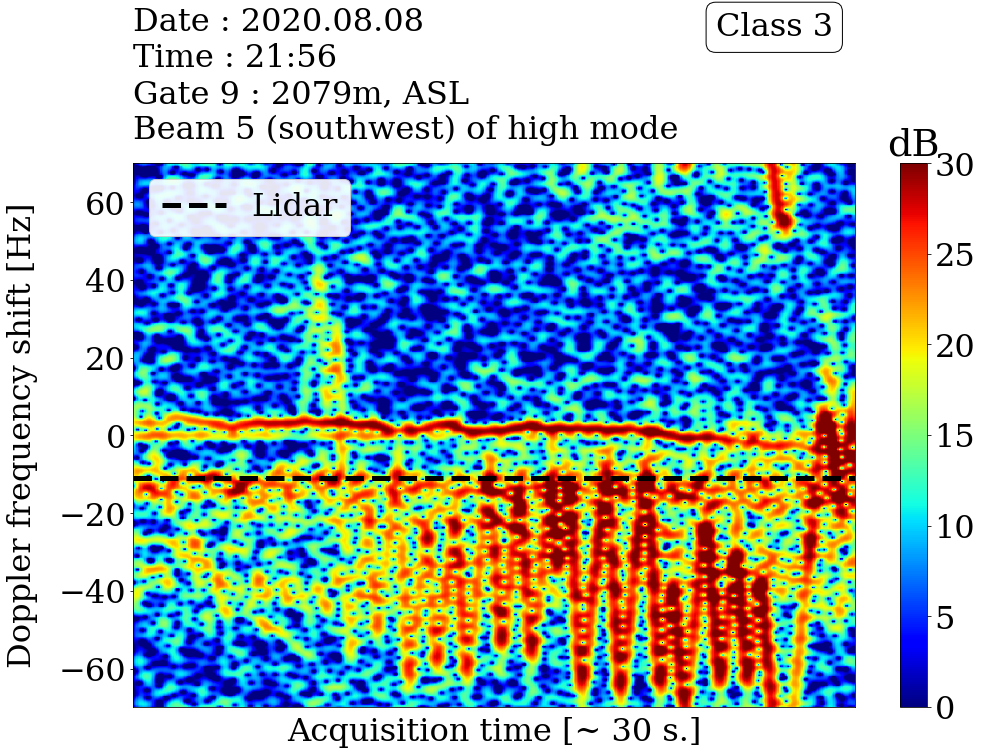 Date : 2020.08.08
Class 3
Time : 21:56
Gate 9 : 2079m, ASL
Beam 5 (southwest) of high mode
dB
Lidar
60
40
20
0
−20
−40
−60
Doppler frequency shift [Hz]
Acquisition time [~ 30 s.]
30
25
20
15
10
5
0